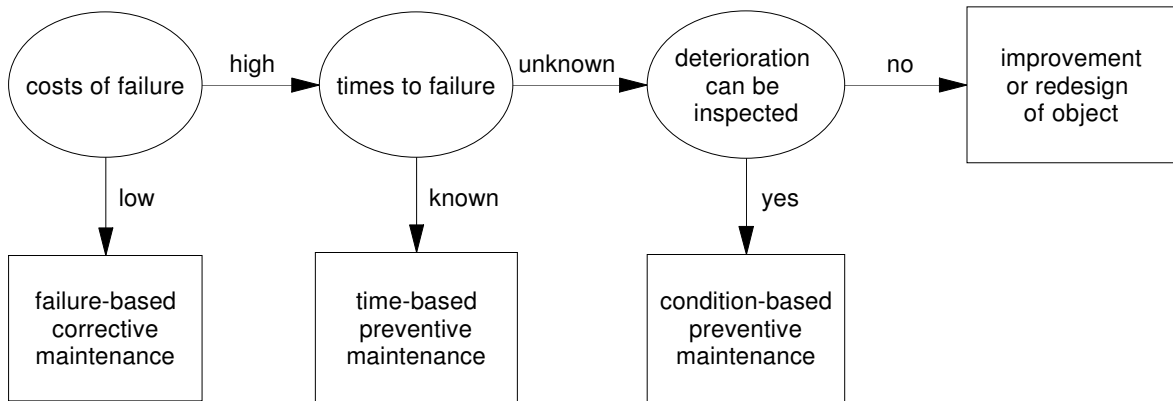 costs of failure
high
times to failure
unknown
deterioration
can be
inspected
no
improvement
or redesign
of object
low
known
yes
failure-based
corrective
maintenance
time-based
preventive
maintenance
condition-based
preventive
maintenance